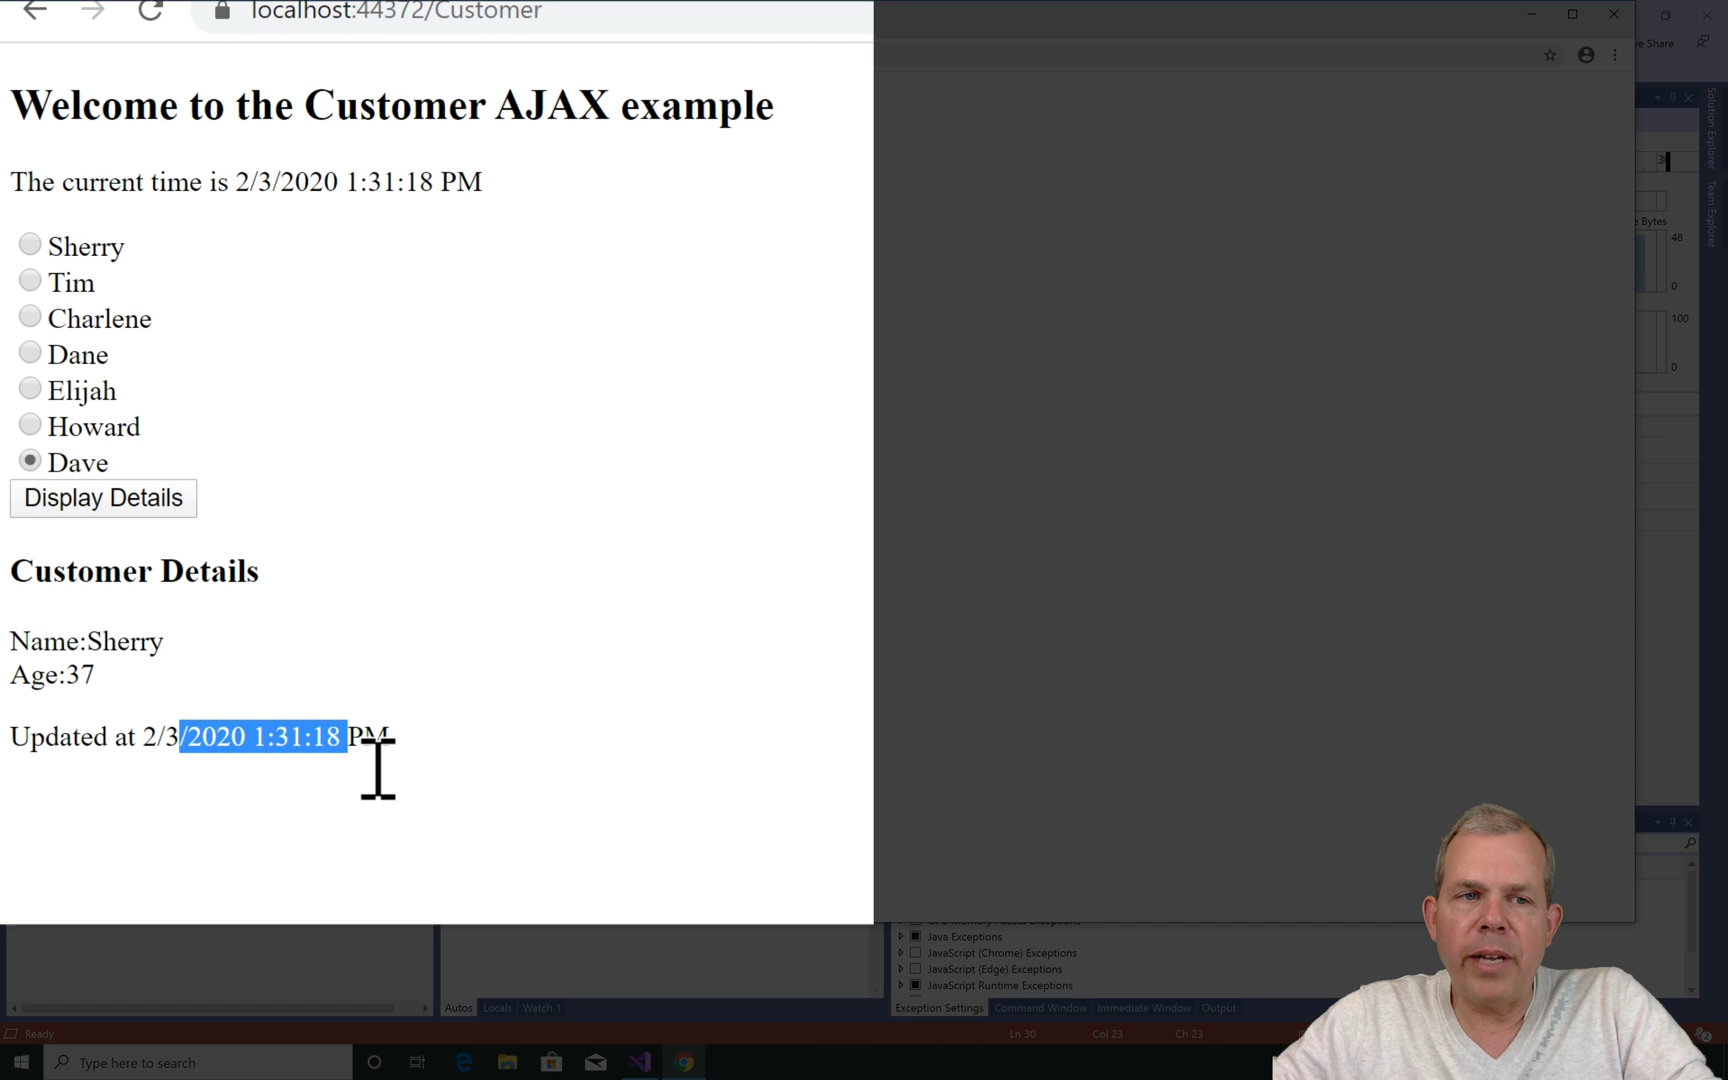 localhost:44372/Customer
Welcome to the Customer AJAX example
The current time is 2/3/2020 1:31:18 PM
Sherry
Tim
Charlene
Dane
Elijah
Howard
Dave
Display Details
Customer Details
Name:Sherry
Age:37
Updated at 2/3/2020 1:31:18 PM
Share
Solution Explorer
Team Explorer
Bytes
48
0
100
0
Java Exceptions
JavaScript (Chrome) Exceptions
JavaScript (Edge) Exceptions
JavaScript Runtime Exceptions
Autos Locals Watch 1
Exception Settings Command Window Immediate Window Output
Ready
Ln 30 Col 23 Ch 23
Type here to search